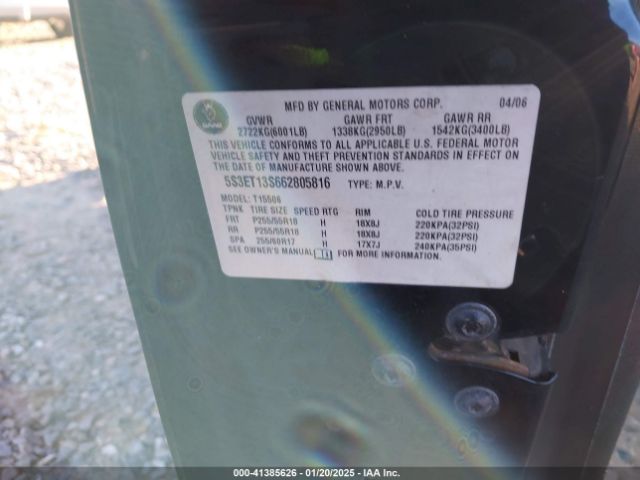 MFD BY GENERAL MOTORS CORP. 04/06
SAAB
GVWR GAWR FRT GAWR RR
2722KG(6001LB) 1338KG(2950LB) 1542KG(3400LB)
THIS VEHICLE CONFORMS TO ALL APPLICABLE U.S. FEDERAL MOTOR
VEHICLE SAFETY AND THEFT PREVENTION STANDARDS IN EFFECT ON
THE DATE OF MANUFACTURE SHOWN ABOVE.
5S3ET13S662805816 TYPE: M.P.V.
MODEL: T15506
TPNK TIRE SIZE SPEED RTG RIM COLD TIRE PRESSURE
FRT P255/55R18 H 18X8J 220KPA(32PSI)
RR P255/55R18 H 18X8J 220KPA(32PSI)
SPA 255/60R17 H 17X7J 240KPA(35PSI)
SEE OWNER'S MANUAL FOR MORE INFORMATION.
000-41385626 - 01/20/2025 - IAA Inc.